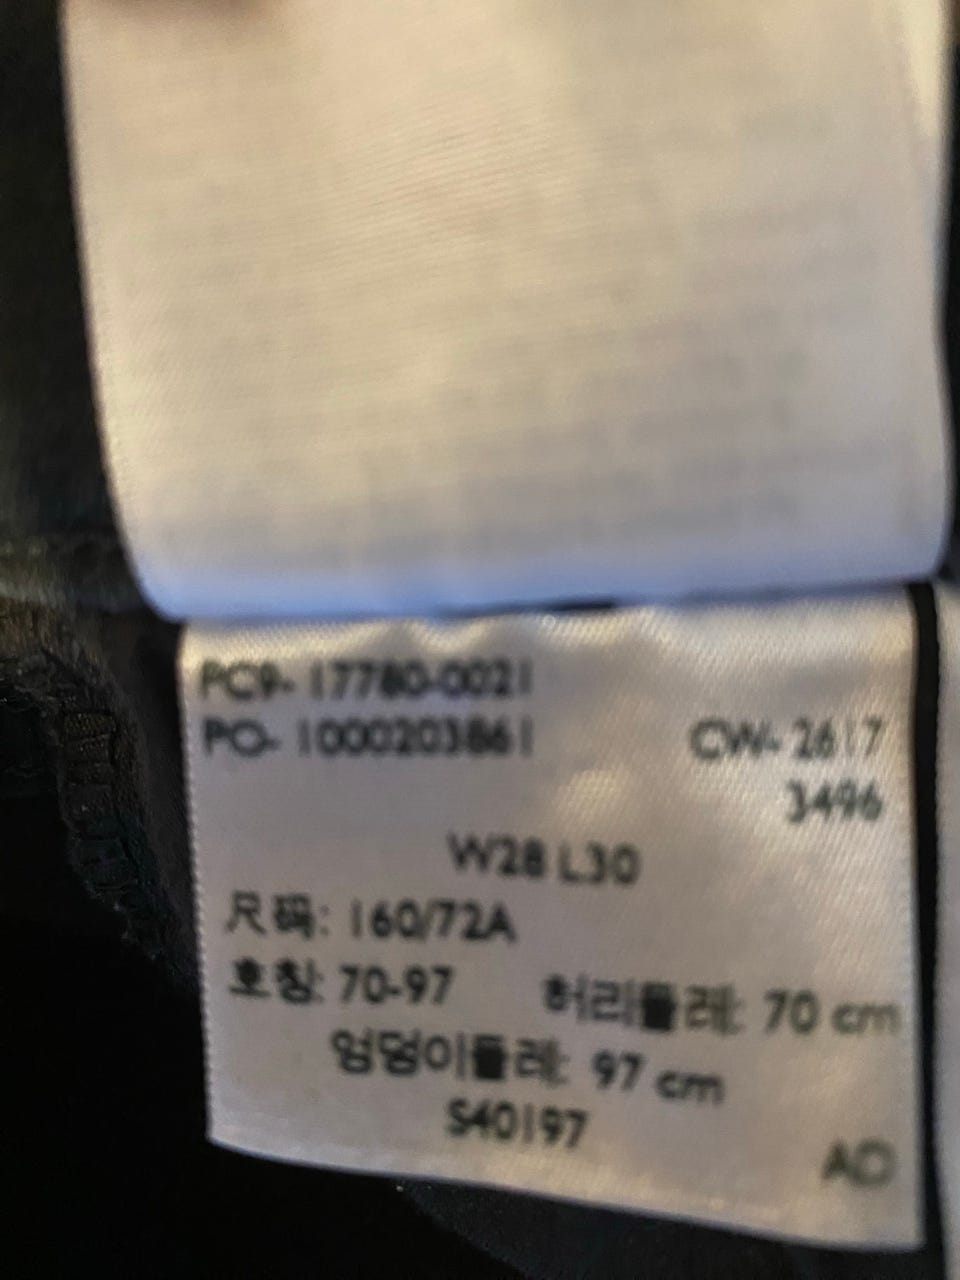 PC9- 17780-0021
PO- 1000203861 CW- 2617
3496
W28 L30
尺码: 160/72A
호칭: 70-97 허리둘레: 70 cm
엉덩이둘레: 97 cm
S40197
AD